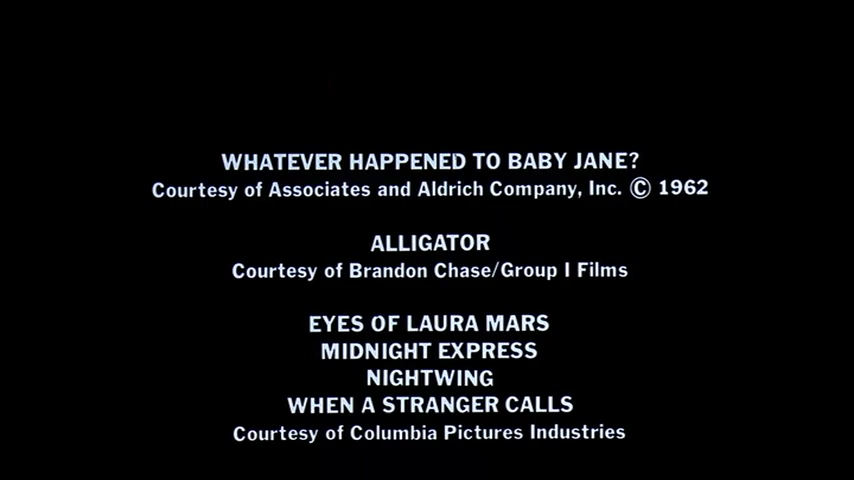 WHATEVER HAPPENED TO BABY JANE?
Courtesy of Associates and Aldrich Company, Inc. © 1962
ALLIGATOR
Courtesy of Brandon Chase/Group I Films
EYES OF LAURA MARS
MIDNIGHT EXPRESS
NIGHTWING
WHEN A STRANGER CALLS
Courtesy of Columbia Pictures Industries